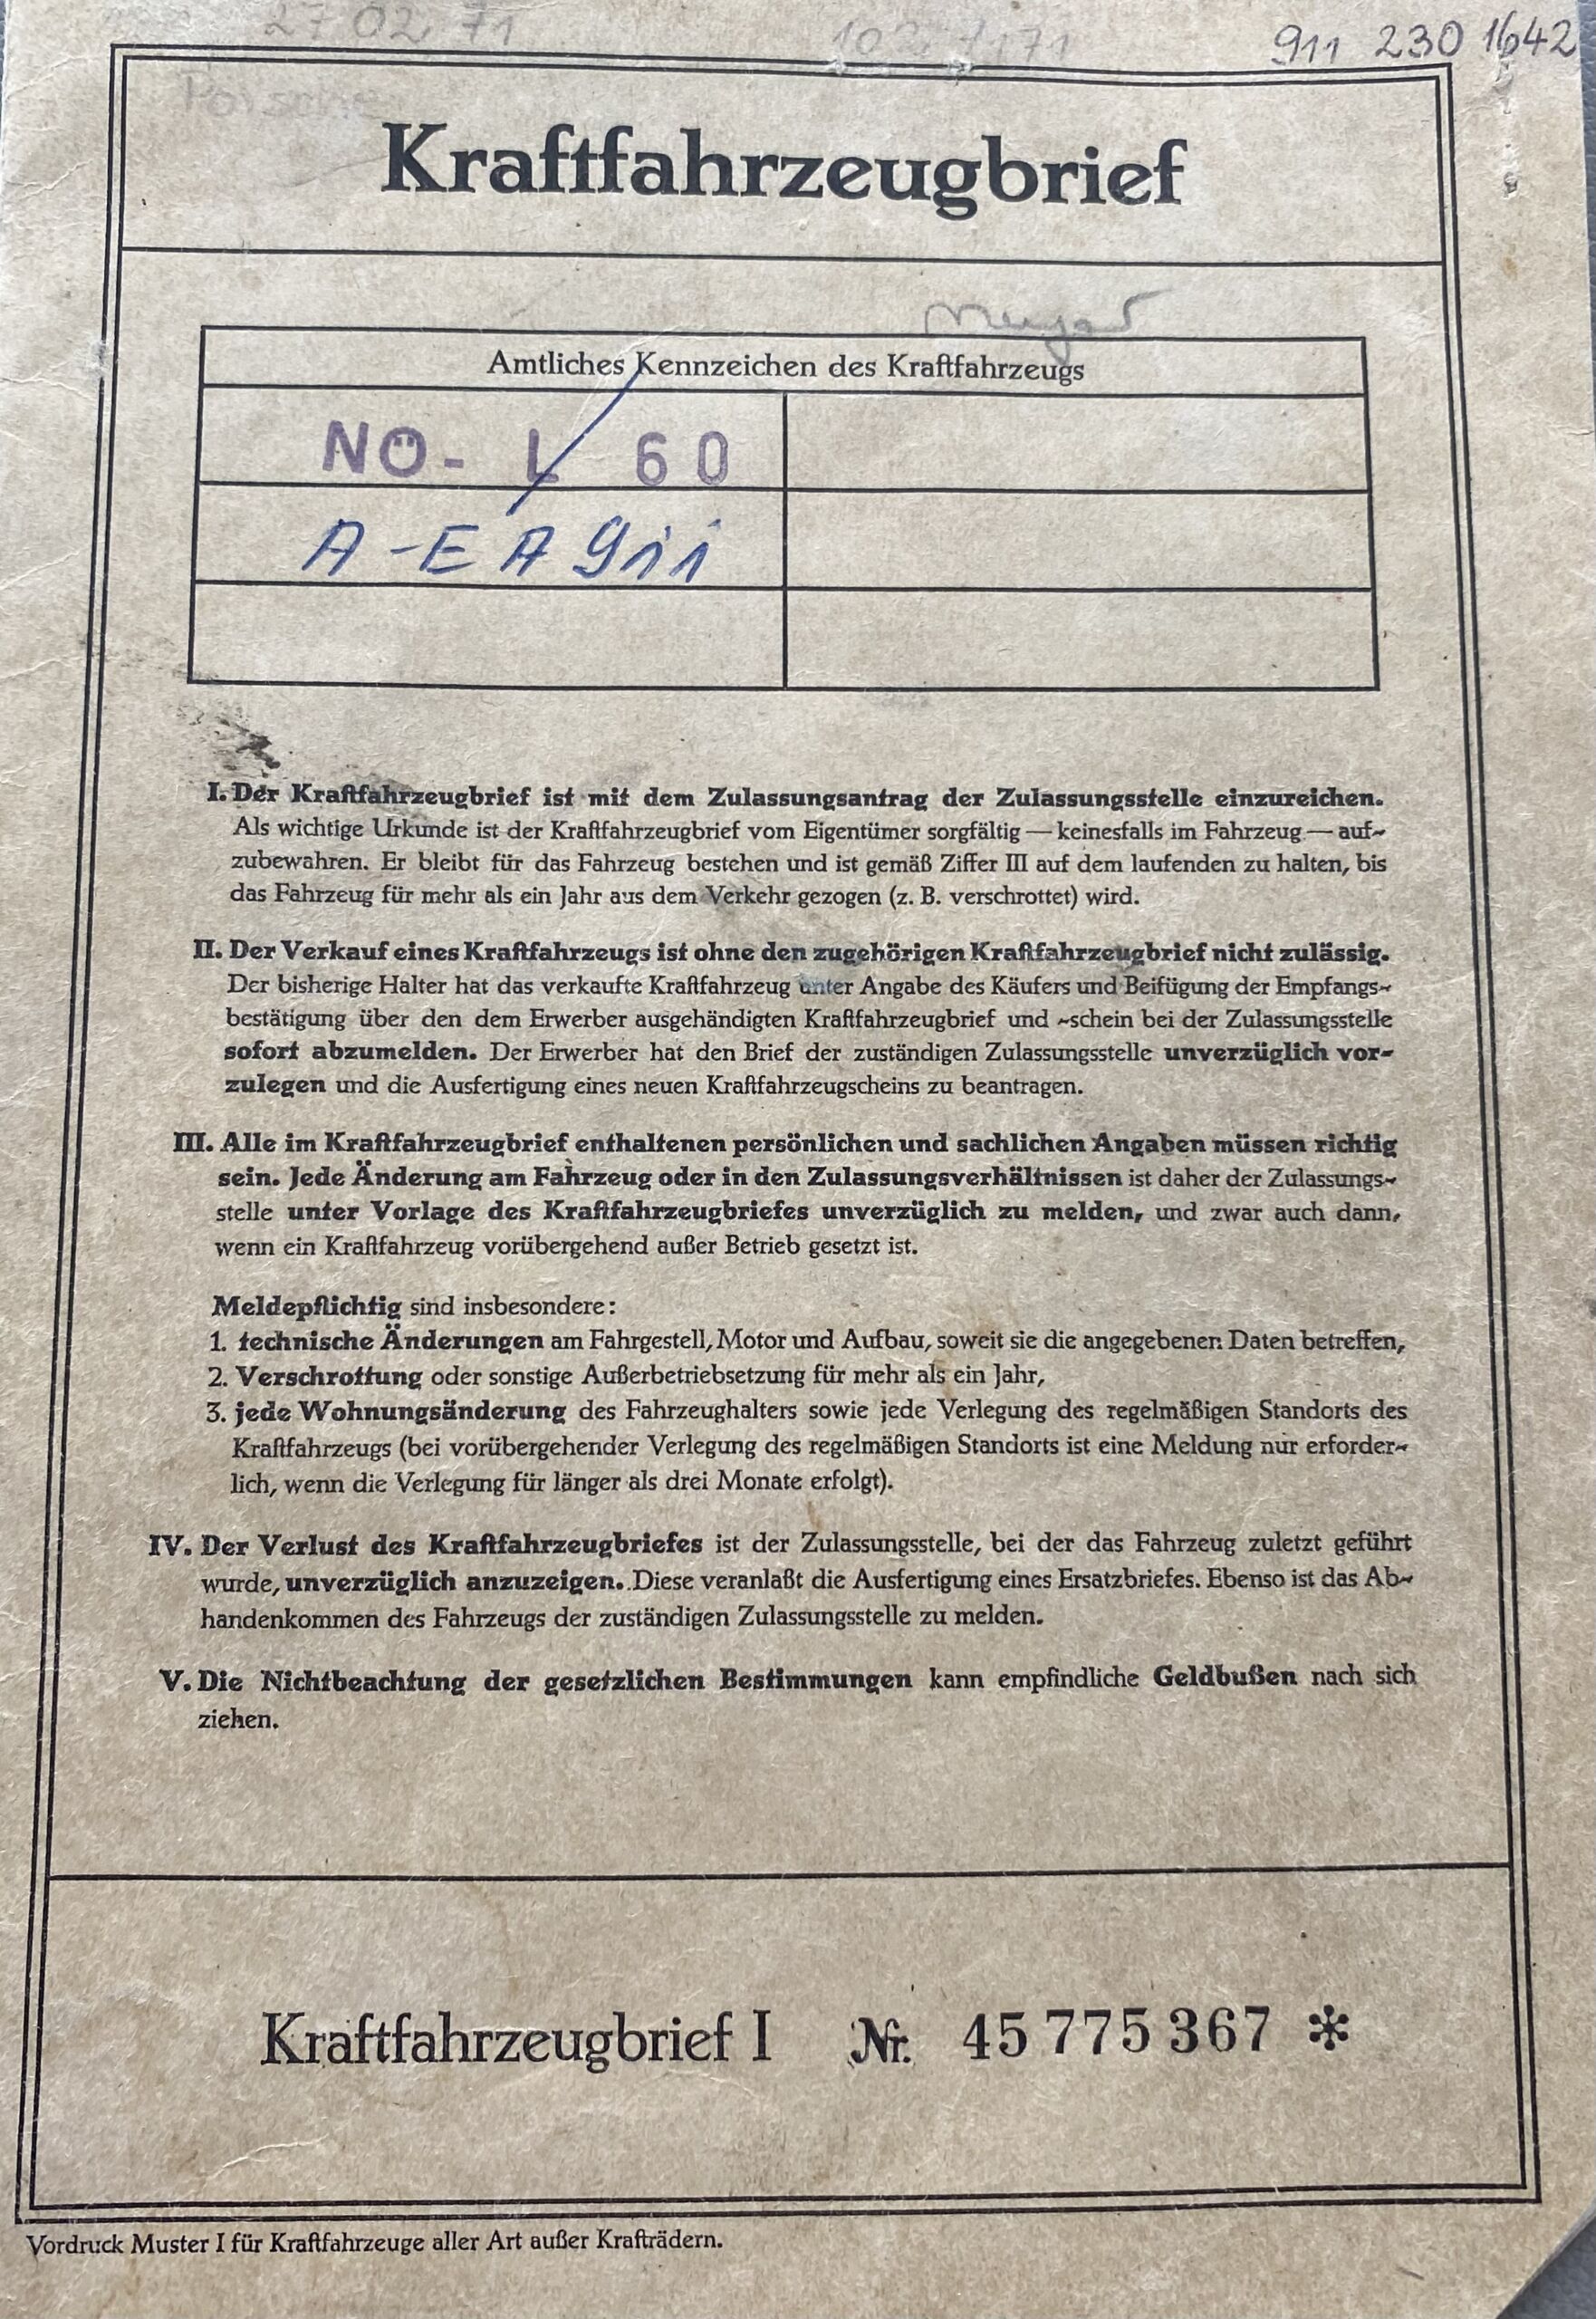 27 02 71
911 230 1642
Porsche
Kraftfahrzeugbrief
Amtliches Kennzeichen des Kraftfahrzeugs
NÖ- L 60
A-EA 911
I. Der Kraftfahrzeugbrief ist mit dem Zulassungsantrag der Zulassungsstelle einzureichen.
Als wichtige Urkunde ist der Kraftfahrzeugbrief vom Eigentümer sorgfältig — keinesfalls im Fahrzeug — auf-
zubewahren. Er bleibt für das Fahrzeug bestehen und ist gemäß Ziffer III auf dem laufenden zu halten, bis
das Fahrzeug für mehr als ein Jahr aus dem Verkehr gezogen (z. B. verschrottet) wird.
II. Der Verkauf eines Kraftfahrzeugs ist ohne den zugehörigen Kraftfahrzeugbrief nicht zulässig.
Der bisherige Halter hat das verkaufte Kraftfahrzeug unter Angabe des Käufers und Beifügung der Empfangs-
bestätigung über den dem Erwerber ausgehändigten Kraftfahrzeugbrief und -schein bei der Zulassungsstelle
sofort abzumelden. Der Erwerber hat den Brief der zuständigen Zulassungsstelle unverzüglich vor-
zulegen und die Ausfertigung eines neuen Kraftfahrzeugscheins zu beantragen.
III. Alle im Kraftfahrzeugbrief enthaltenen persönlichen und sachlichen Angaben müssen richtig
sein. Jede Änderung am Fahrzeug oder in den Zulassungsverhältnissen ist daher der Zulassungs-
stelle unter Vorlage des Kraftfahrzeugbriefes unverzüglich zu melden, und zwar auch dann,
wenn ein Kraftfahrzeug vorübergehend außer Betrieb gesetzt ist.
Meldepflichtig sind insbesondere:
1. technische Änderungen am Fahrgestell, Motor und Aufbau, soweit sie die angegebenen Daten betreffen,
2. Verschrottung oder sonstige Außerbetriebsetzung für mehr als ein Jahr,
3. jede Wohnungsänderung des Fahrzeughalters sowie jede Verlegung des regelmäßigen Standorts des
Kraftfahrzeugs (bei vorübergehender Verlegung des regelmäßigen Standorts ist eine Meldung nur erforder-
lich, wenn die Verlegung für länger als drei Monate erfolgt).
IV. Der Verlust des Kraftfahrzeugbriefes ist der Zulassungsstelle, bei der das Fahrzeug zuletzt geführt
wurde, unverzüglich anzuzeigen. Diese veranlaßt die Ausfertigung eines Ersatzbriefes. Ebenso ist das Ab-
handenkommen des Fahrzeugs der zuständigen Zulassungsstelle zu melden.
V. Die Nichtbeachtung der gesetzlichen Bestimmungen kann empfindliche Geldbußen nach sich
ziehen.
Kraftfahrzeugbrief I Nr. 45 775 367 *
Vordruck Muster I für Kraftfahrzeuge aller Art außer Krafträdern.